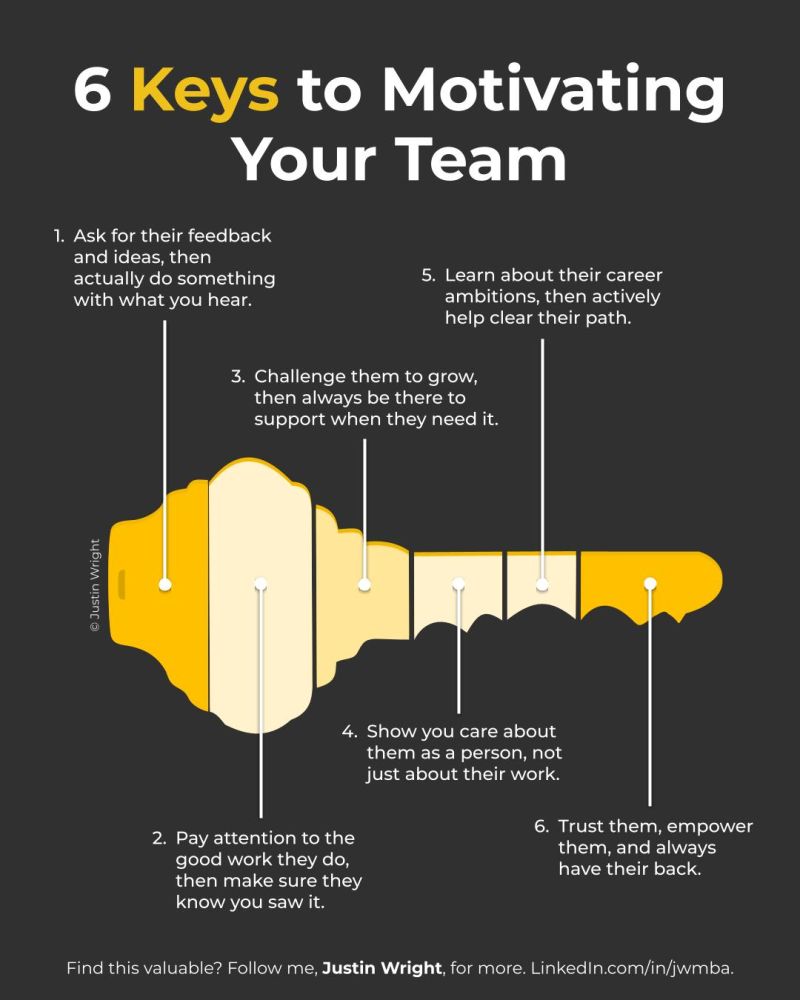 6 Keys to Motivating
Your Team
1. Ask for their feedback
and ideas, then
actually do something
with what you hear.
5. Learn about their career
ambitions, then actively
help clear their path.
3. Challenge them to grow,
then always be there to
support when they need it.
© Justin Wright
4. Show you care about
them as a person, not
just about their work.
2. Pay attention to the
good work they do,
then make sure they
know you saw it.
6. Trust them, empower
them, and always
have their back.
Find this valuable? Follow me, Justin Wright, for more. LinkedIn.com/in/jwmba.